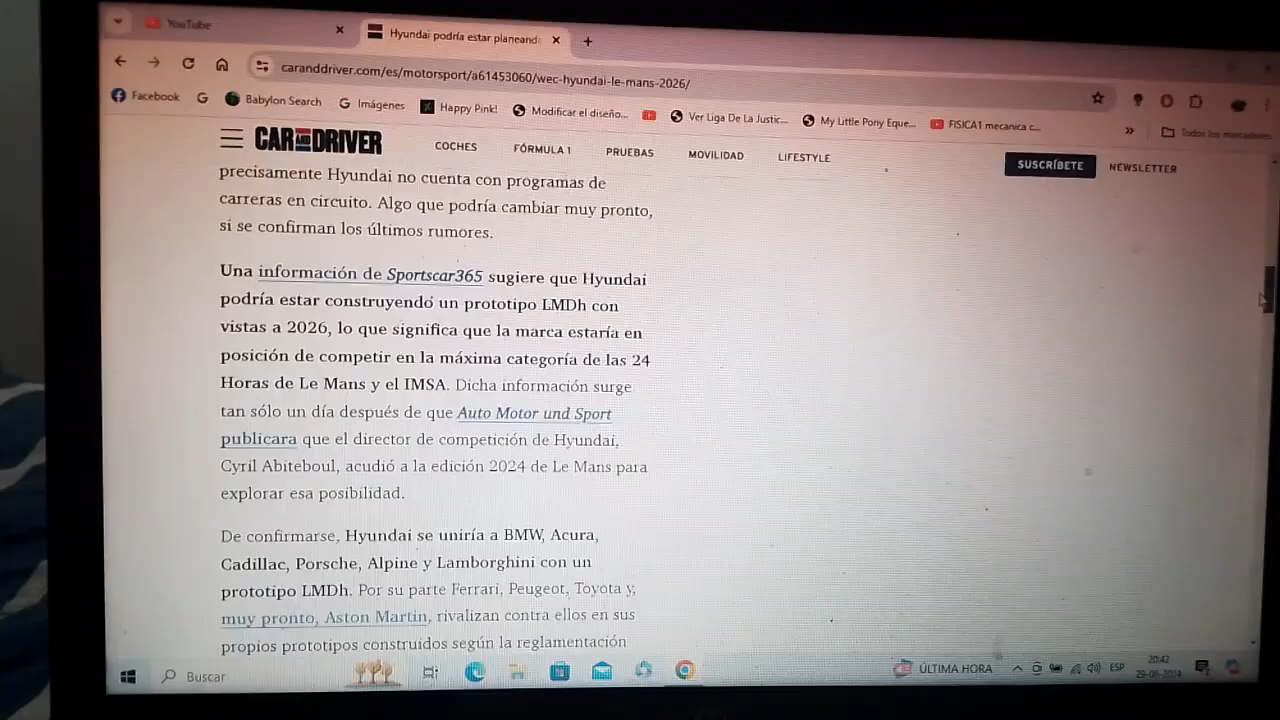 YouTube
Hyundai podría estar planeand
caranddriver.com/es/motorsport/a61453060/wec-hyundai-le-mans-2026/
Facebook
Babylon Search
Imágenes
Happy Pink!
Modificar el diseño...
Ver Liga De La Justic...
My Little Pony Eque...
FISICA1 mecanica c...
»
Todos los marcadores
CAR AND DRIVER
COCHES
FÓRMULA 1
PRUEBAS
MOVILIDAD
LIFESTYLE
SUSCRÍBETE
NEWSLETTER
precisamente Hyundai no cuenta con programas de
carreras en circuito. Algo que podría cambiar muy pronto,
si se confirman los últimos rumores.
Una información de Sportscar365 sugiere que Hyundai
podría estar construyendo un prototipo LMDh con
vistas a 2026, lo que significa que la marca estaría en
posición de competir en la máxima categoría de las 24
Horas de Le Mans y el IMSA. Dicha información surge
tan sólo un día después de que Auto Motor und Sport
publicara que el director de competición de Hyundai,
Cyril Abiteboul, acudió a la edición 2024 de Le Mans para
explorar esa posibilidad.
De confirmarse, Hyundai se uniría a BMW, Acura,
Cadillac, Porsche, Alpine y Lamborghini con un
prototipo LMDh. Por su parte Ferrari, Peugeot, Toyota y,
muy pronto, Aston Martin, rivalizan contra ellos en sus
propios prototipos construidos según la reglamentación
Buscar
ÚLTIMA HORA
ESP
20:42
29-06-2024